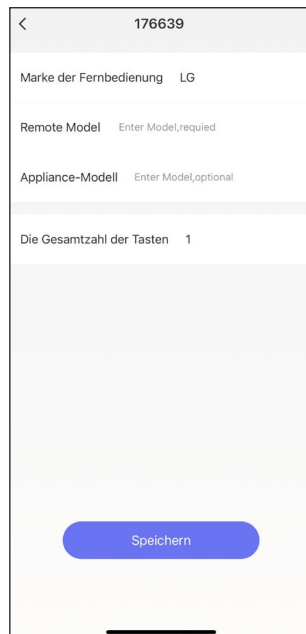 176639
Marke der Fernbedienung LG
Remote Model Enter Model,requied
Appliance-Modell Enter Model,optional
Die Gesamtzahl der Tasten 1
Speichern